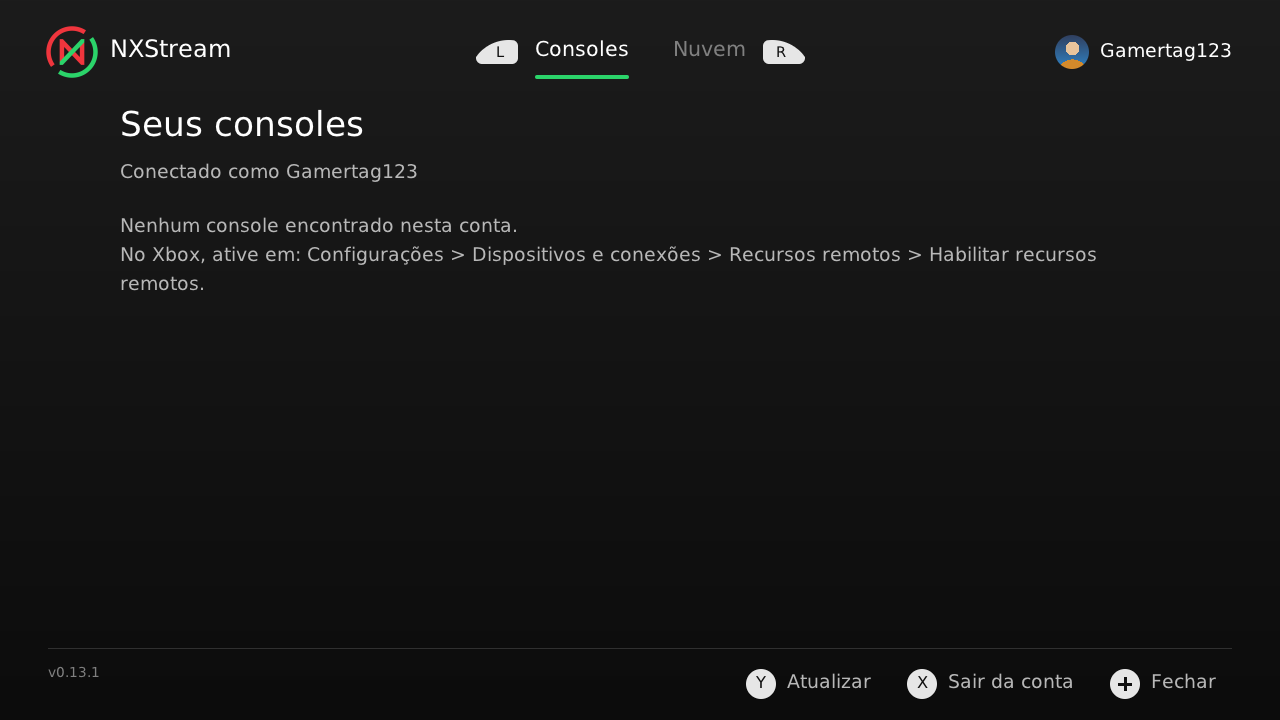 NXStream
L
Consoles
Nuvem
R
Gamertag123
Seus consoles
Conectado como Gamertag123
Nenhum console encontrado nesta conta.
No Xbox, ative em: Configurações > Dispositivos e conexões > Recursos remotos > Habilitar recursos
remotos.
v0.13.1
Y
Atualizar
X
Sair da conta
Fechar